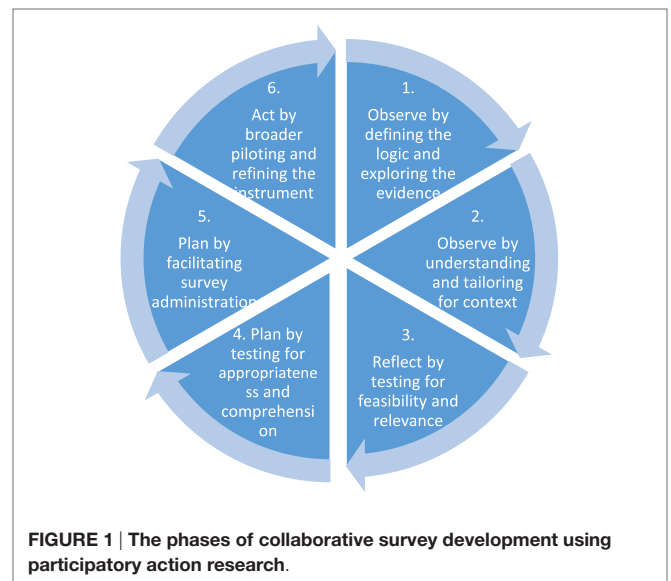 1.
Observe by
defining the
logic and
exploring the
evidence
2.
Observe by
understanding
and tailoring
for context
3.
Reflect by
testing for
feasibility and
relevance
4. Plan by
testing for
appropriatene
ss and
comprehensi
on
5.
Plan by
facilitating
survey
administration
6.
Act by
broader
piloting and
refining the
instrument
FIGURE 1 | The phases of collaborative survey development using
participatory action research.